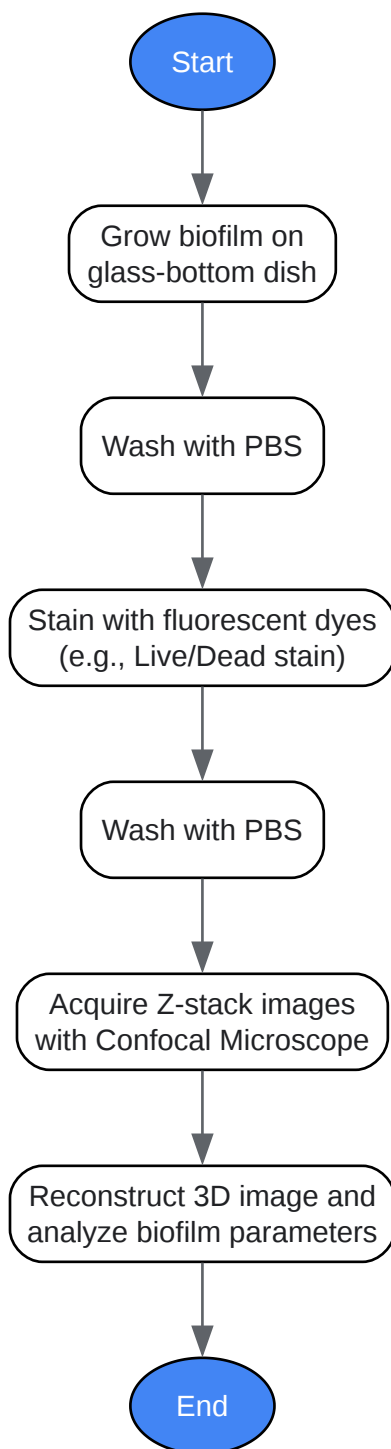 Start
Grow biofilm on
glass-bottom dish
Wash with PBS
Stain with fluorescent dyes
(e.g., Live/Dead stain)
Wash with PBS
Acquire Z-stack images
with Confocal Microscope
Reconstruct 3D image and
analyze biofilm parameters
End